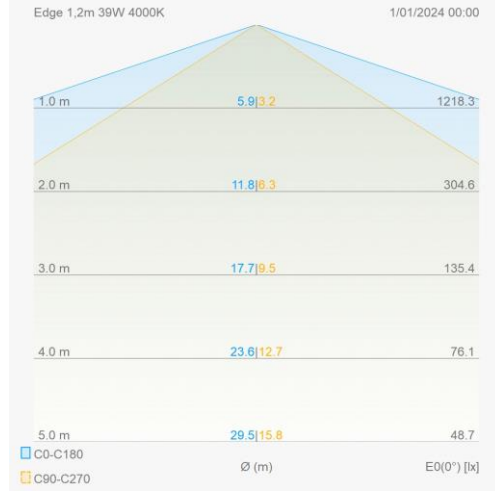 Edge 1,2m 39W 4000K 1/01/2024 00:00
1.0 m 5.9|3.2 1218.3
2.0 m 11.8|6.3 304.6
3.0 m 17.7|9.5 135.4
4.0 m 23.6|12.7 76.1
5.0 m 29.5|15.8 48.7
C0-C180
Ø (m) E0(0°) [lx]
C90-C270